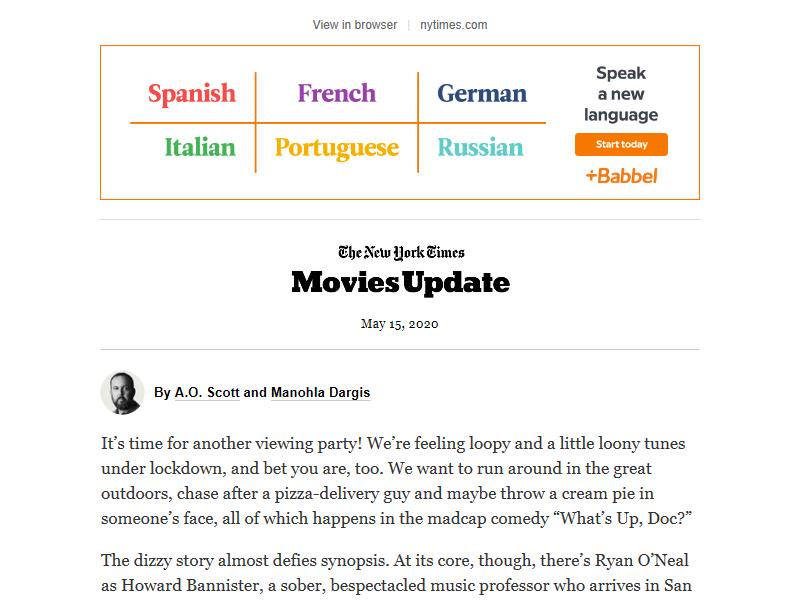 View in browser | nytimes.com
Spanish French German
Italian Portuguese Russian
Speak
a new
language
Start today
+Babbel
The New York Times
Movies Update
May 15, 2020
By A.O. Scott and Manohla Dargis
It’s time for another viewing party! We’re feeling loopy and a little loony tunes
under lockdown, and bet you are, too. We want to run around in the great
outdoors, chase after a pizza-delivery guy and maybe throw a cream pie in
someone’s face, all of which happens in the madcap comedy “What’s Up, Doc?”
The dizzy story almost defies synopsis. At its core, though, there’s Ryan O’Neal
as Howard Bannister, a sober, bespectacled music professor who arrives in San